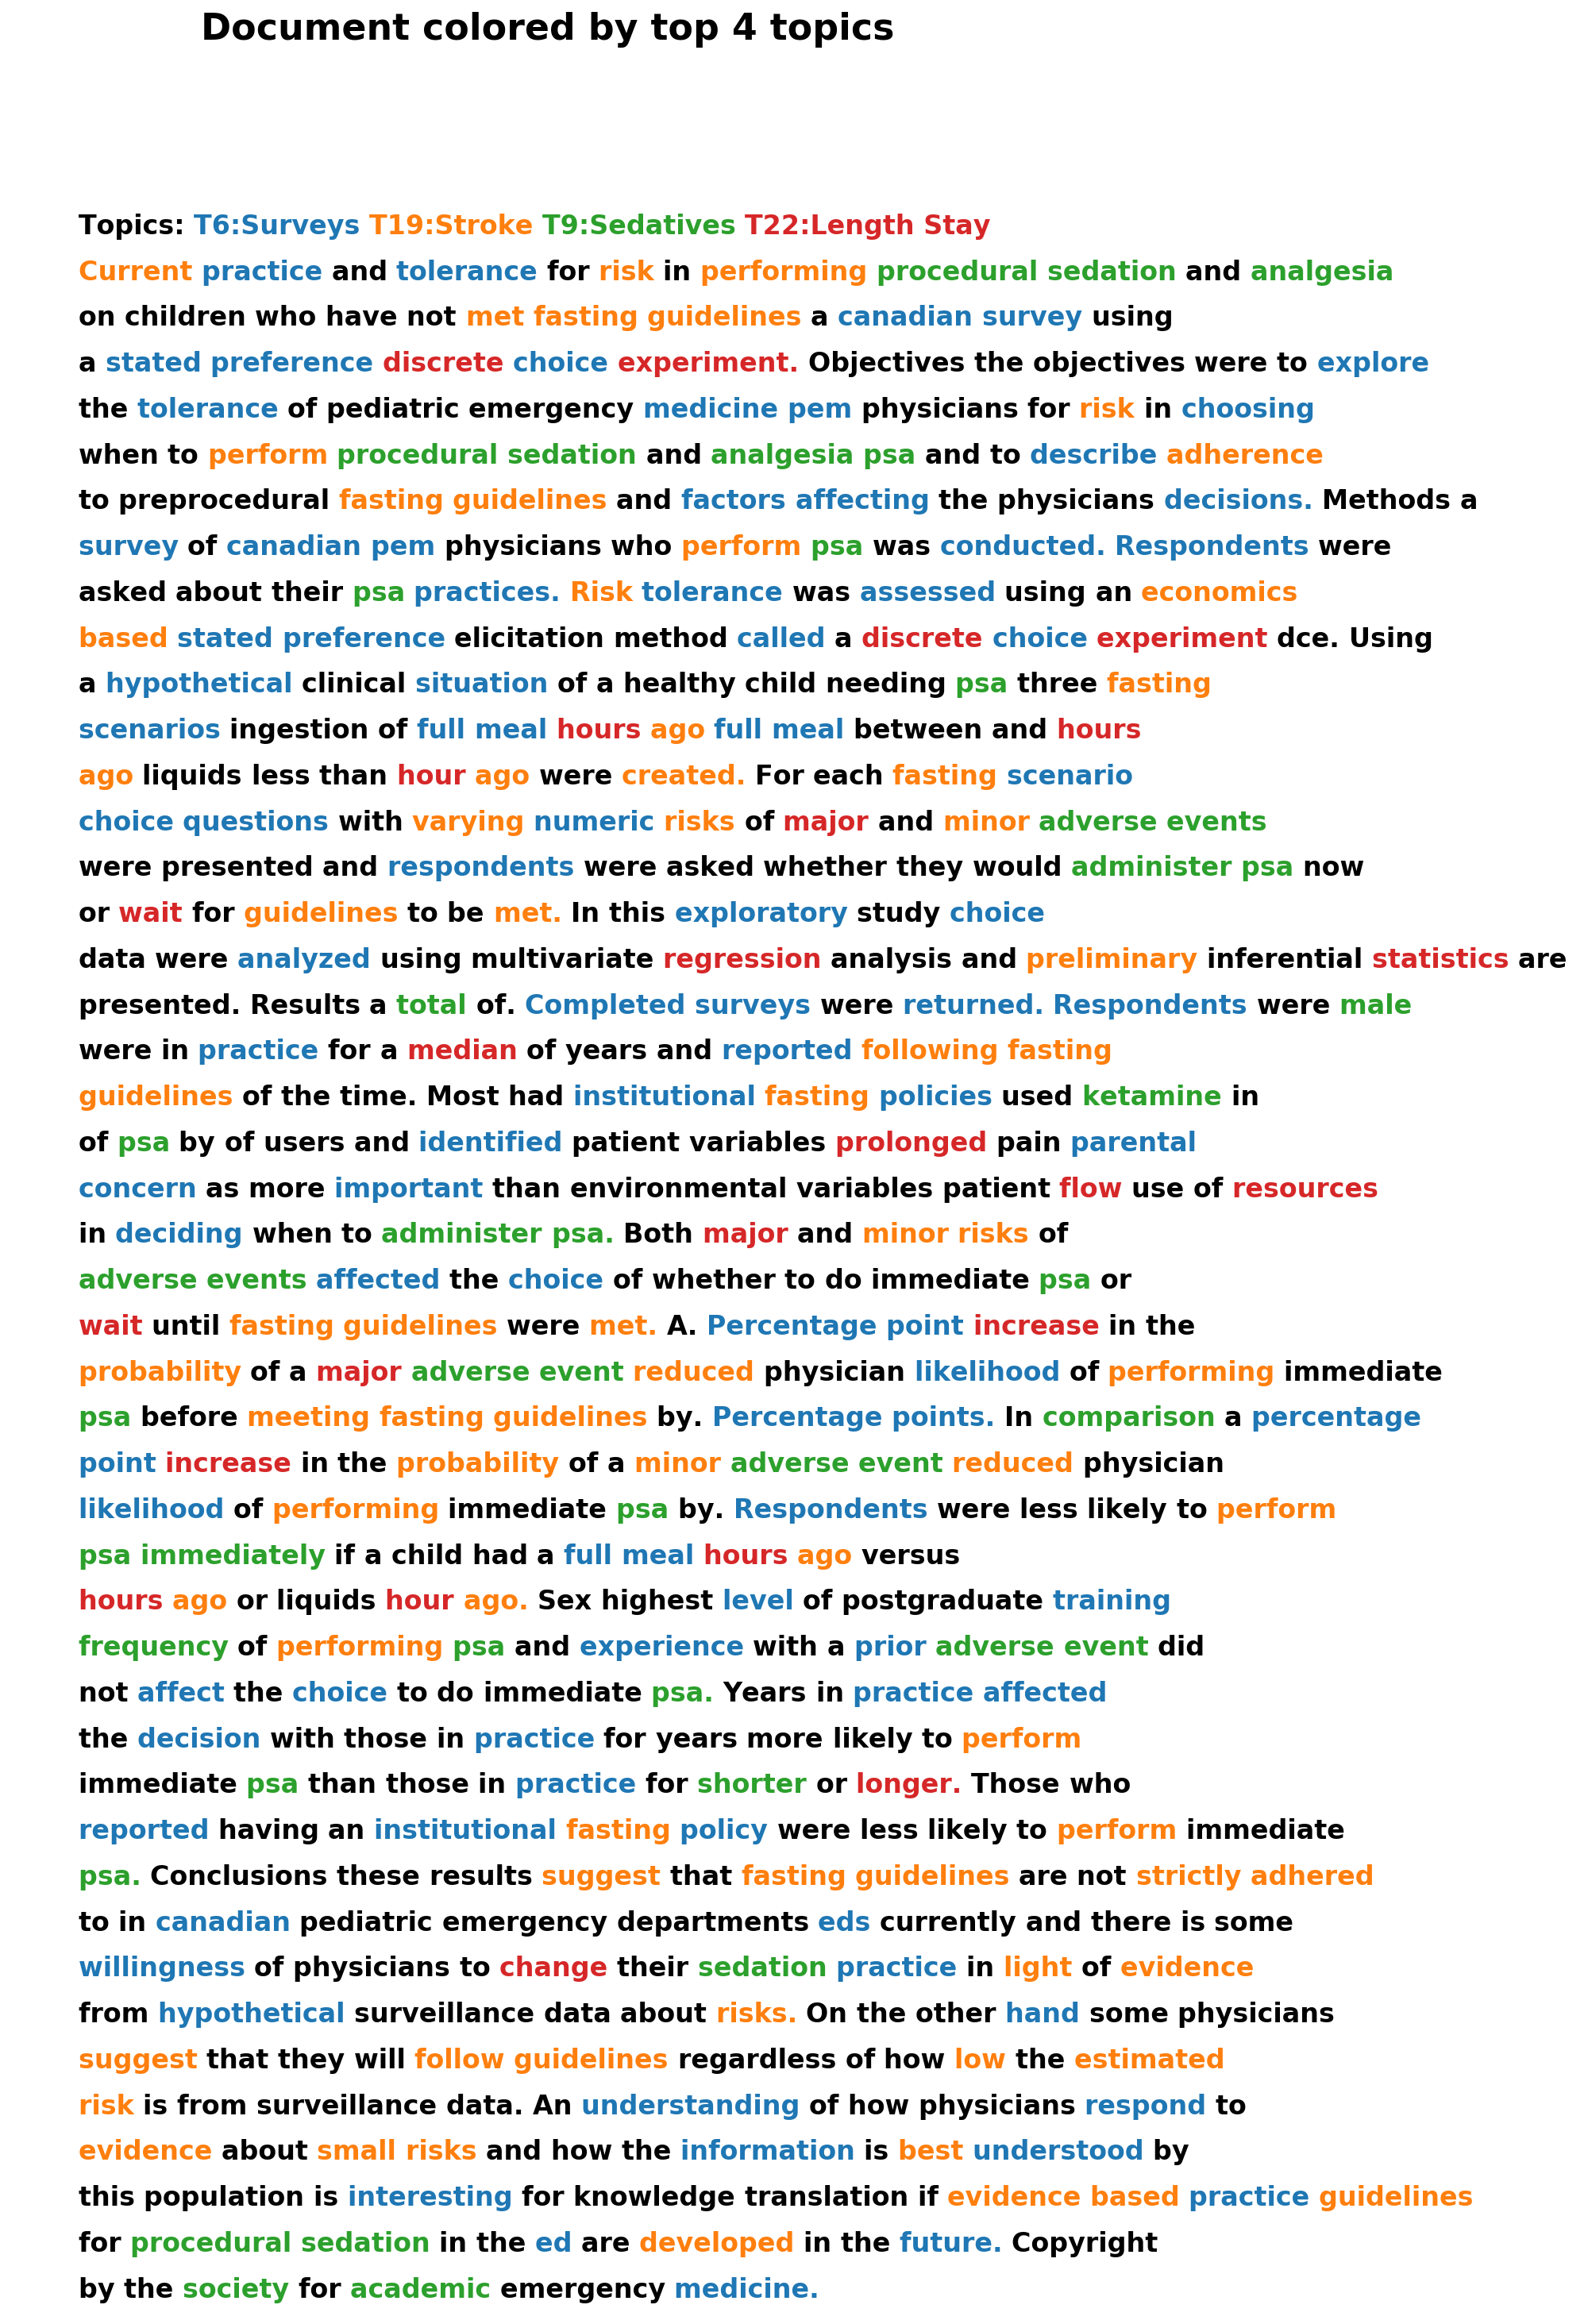 Document colored by top 4 topics
Topics: T6:Surveys T19:Stroke T9:Sedatives T22:Length Stay
Current practice and tolerance for risk in performing procedural sedation and analgesia
on children who have not met fasting guidelines a canadian survey using
a stated preference discrete choice experiment. Objectives the objectives were to explore
the tolerance of pediatric emergency medicine pem physicians for risk in choosing
when to perform procedural sedation and analgesia psa and to describe adherence
to preprocedural fasting guidelines and factors affecting the physicians decisions. Methods a
survey of canadian pem physicians who perform psa was conducted. Respondents were
asked about their psa practices. Risk tolerance was assessed using an economics
based stated preference elicitation method called a discrete choice experiment dce. Using
a hypothetical clinical situation of a healthy child needing psa three fasting
scenarios ingestion of full meal hours ago full meal between and hours
ago liquids less than hour ago were created. For each fasting scenario
choice questions with varying numeric risks of major and minor adverse events
were presented and respondents were asked whether they would administer psa now
or wait for guidelines to be met. In this exploratory study choice
data were analyzed using multivariate regression analysis and preliminary inferential statistics are
presented. Results a total of. Completed surveys were returned. Respondents were male
were in practice for a median of years and reported following fasting
guidelines of the time. Most had institutional fasting policies used ketamine in
of psa by of users and identified patient variables prolonged pain parental
concern as more important than environmental variables patient flow use of resources
in deciding when to administer psa. Both major and minor risks of
adverse events affected the choice of whether to do immediate psa or
wait until fasting guidelines were met. A. Percentage point increase in the
probability of a major adverse event reduced physician likelihood of performing immediate
psa before meeting fasting guidelines by. Percentage points. In comparison a percentage
point increase in the probability of a minor adverse event reduced physician
likelihood of performing immediate psa by. Respondents were less likely to perform
psa immediately if a child had a full meal hours ago versus
hours ago or liquids hour ago. Sex highest level of postgraduate training
frequency of performing psa and experience with a prior adverse event did
not affect the choice to do immediate psa. Years in practice affected
the decision with those in practice for years more likely to perform
immediate psa than those in practice for shorter or longer. Those who
reported having an institutional fasting policy were less likely to perform immediate
psa. Conclusions these results suggest that fasting guidelines are not strictly adhered
to in canadian pediatric emergency departments eds currently and there is some
willingness of physicians to change their sedation practice in light of evidence
from hypothetical surveillance data about risks. On the other hand some physicians
suggest that they will follow guidelines regardless of how low the estimated
risk is from surveillance data. An understanding of how physicians respond to
evidence about small risks and how the information is best understood by
this population is interesting for knowledge translation if evidence based practice guidelines
for procedural sedation in the ed are developed in the future. Copyright
by the society for academic emergency medicine.